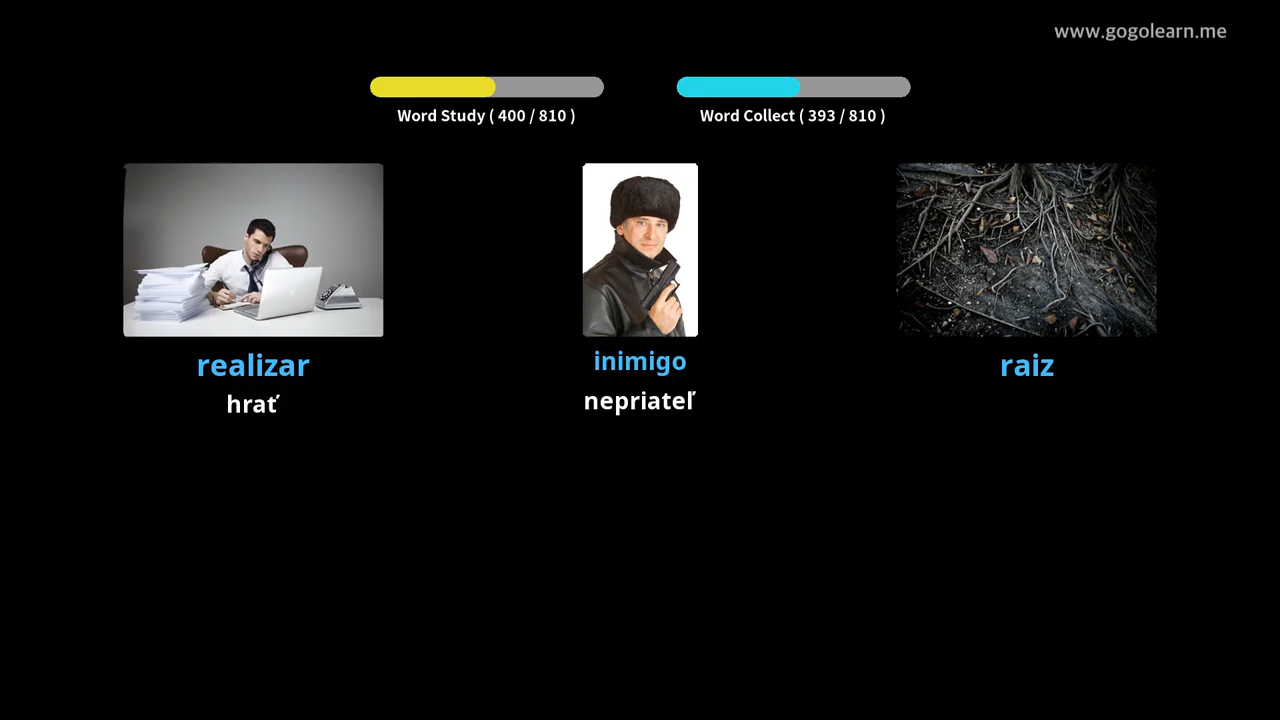 www.gogolearn.me
Word Study ( 400 / 810 )
Word Collect ( 393 / 810 )
realizar
hrať
inimigo
nepriateľ
raiz